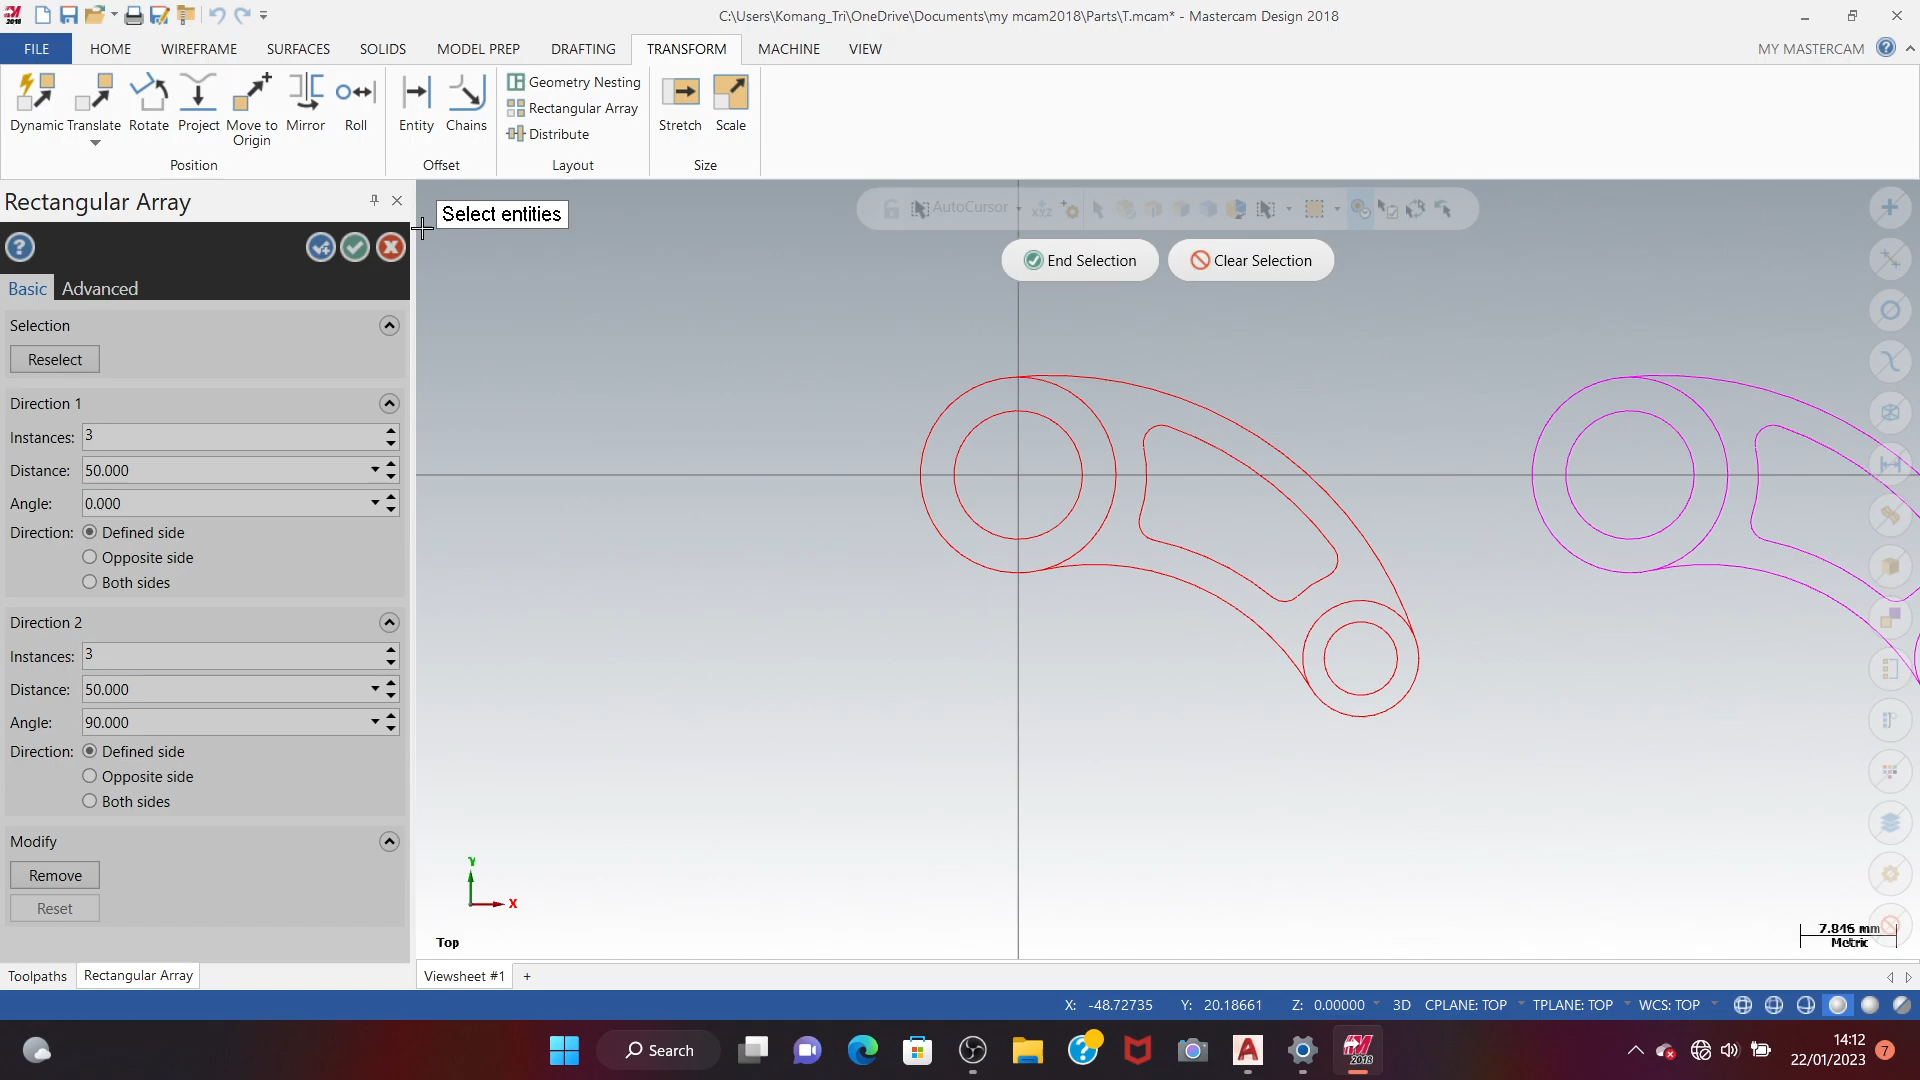 C:\Users\Komang_Tri\OneDrive\Documents\my mcam2018\Parts\T.mcam* - Mastercam Design 2018
FILE HOME WIREFRAME SURFACES SOLIDS MODEL PREP DRAFTING TRANSFORM MACHINE VIEW MY MASTERCAM
Dynamic Translate Rotate Project Move to Origin Mirror Roll
Position
Entity Chains
Offset
Geometry Nesting
Rectangular Array
Distribute
Layout
Stretch Scale
Size
Rectangular Array
Basic Advanced
Selection
Reselect
Direction 1
Instances: 3
Distance: 50.000
Angle: 0.000
Direction: Defined side
Opposite side
Both sides
Direction 2
Instances: 3
Distance: 50.000
Angle: 90.000
Direction: Defined side
Opposite side
Both sides
Modify
Remove
Reset
Toolpaths Rectangular Array
Select entities
AutoCursor
End Selection Clear Selection
Y
X
Top
7.846 mm
Metric
Viewsheet #1 +
X: -48.72735 Y: 20.18661 Z: 0.00000 3D CPLANE: TOP TPLANE: TOP WCS: TOP
Search
2018
14:12
22/01/2023
7